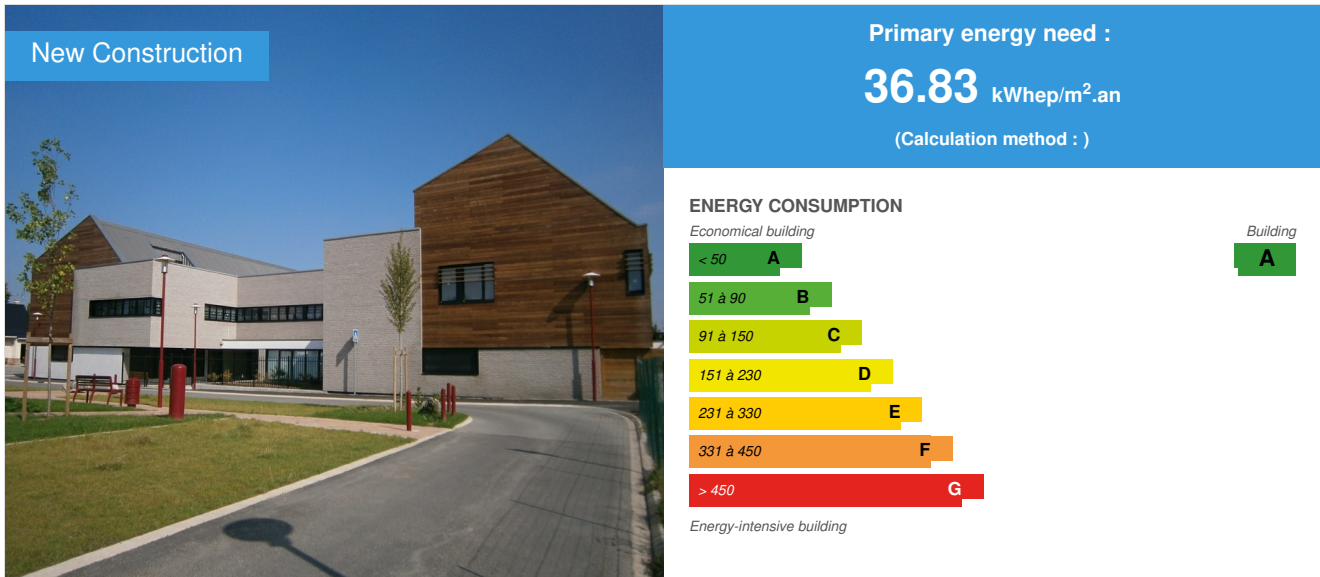 New Construction
Primary energy need :
36.83 kWhep/m².an
(Calculation method : )
ENERGY CONSUMPTION
Economical building
Building
< 50 A
A
51 à 90 B
91 à 150 C
151 à 230 D
231 à 330 E
331 à 450 F
> 450 G
Energy-intensive building